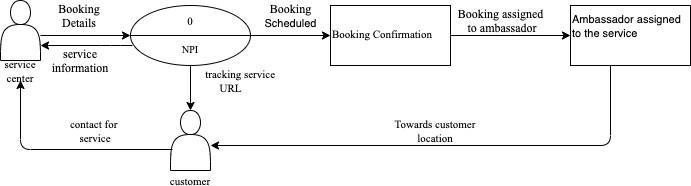 Booking
Details
0
NPI
Booking
Scheduled
Booking Confirmation
Booking assigned
to ambassador
Ambassador assigned
to the service
service
center
service
information
tracking service
URL
contact for
service
Towards customer
location
customer